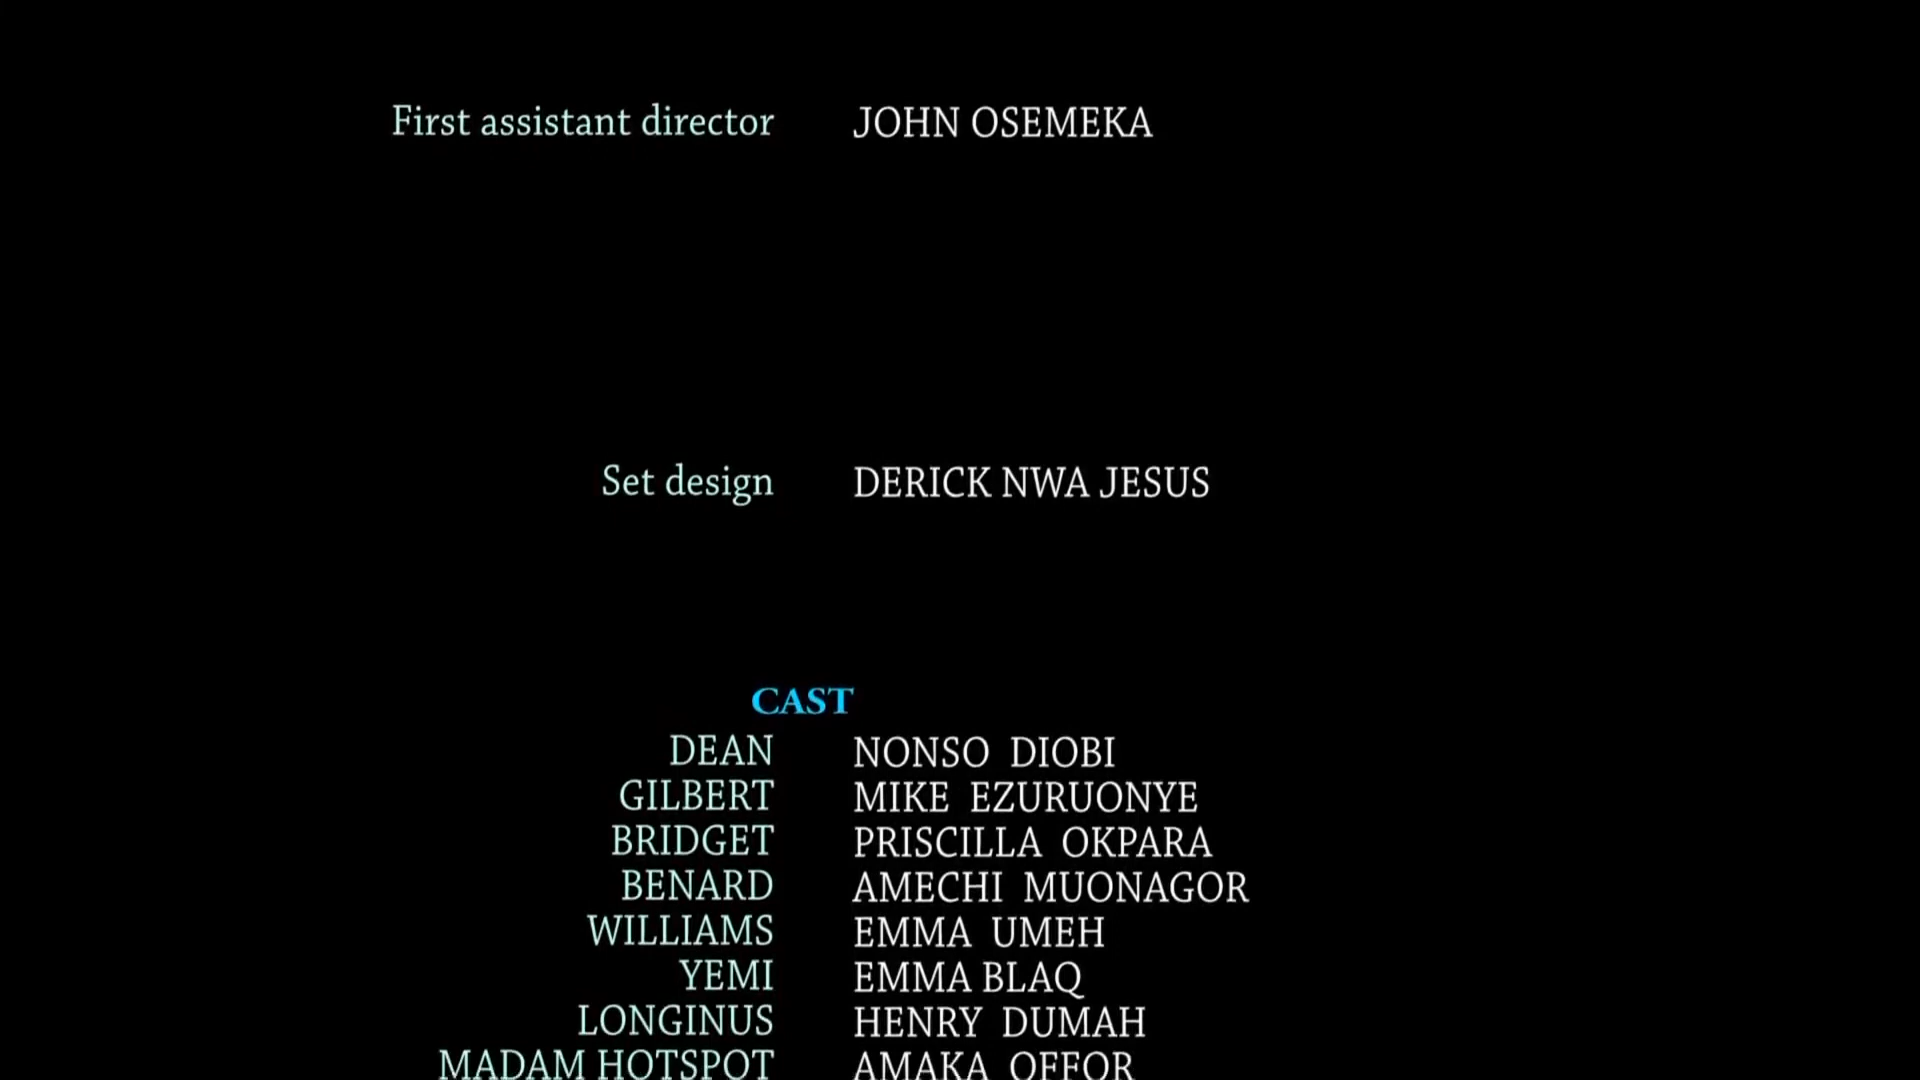 First assistant director JOHN OSEMEKA
Set design DERICK NWA JESUS
CAST
DEAN NONSO DIOBI
GILBERT MIKE EZURUONYE
BRIDGET PRISCILLA OKPARA
BENARD AMECHI MUONAGOR
WILLIAMS EMMA UMEH
YEMI EMMA BLAQ
LONGINUS HENRY DUMAH
MADAM HOTSPOT AMAKA OFFOR